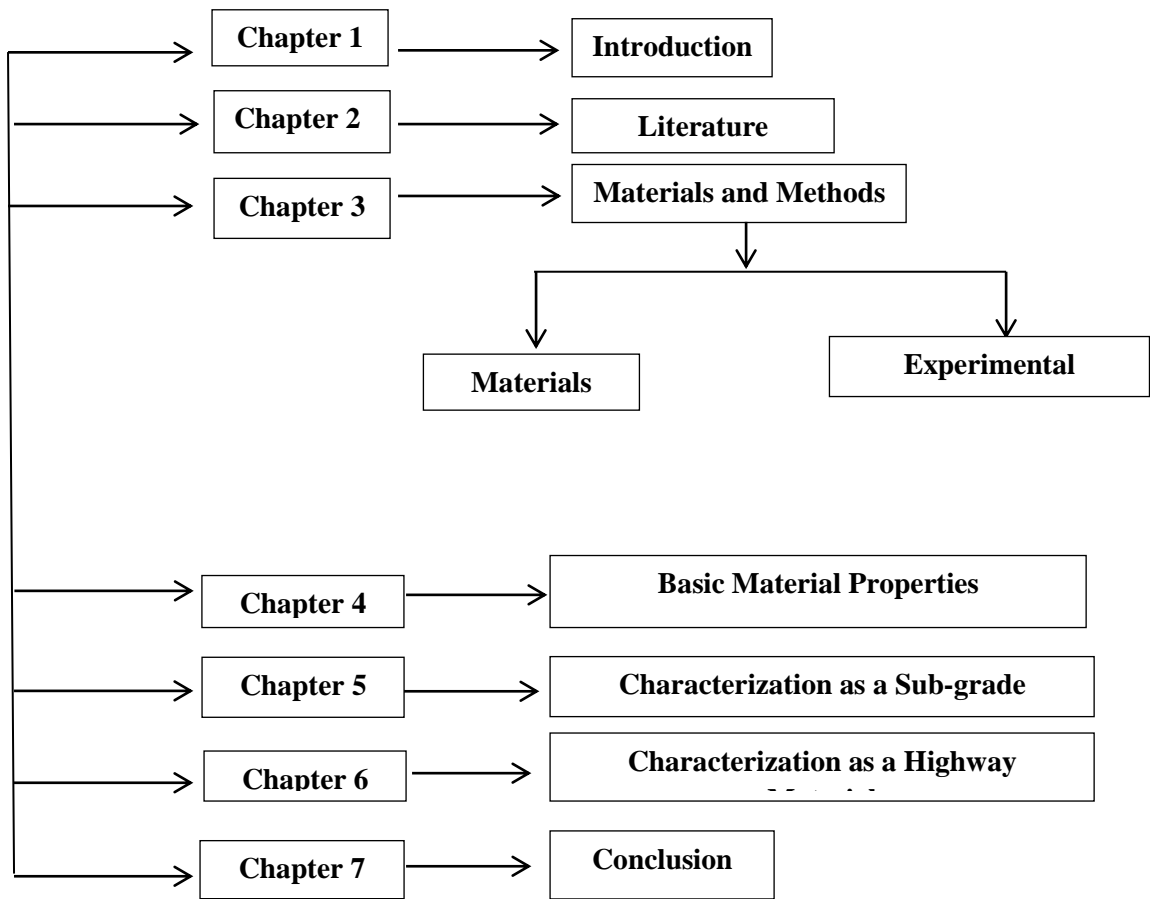 Chapter 1
Introduction
Chapter 2
Literature
Chapter 3
Materials and Methods
Materials
Experimental
Chapter 4
Basic Material Properties
Chapter 5
Characterization as a Sub-grade
Chapter 6
Characterization as a Highway
Chapter 7
Conclusion